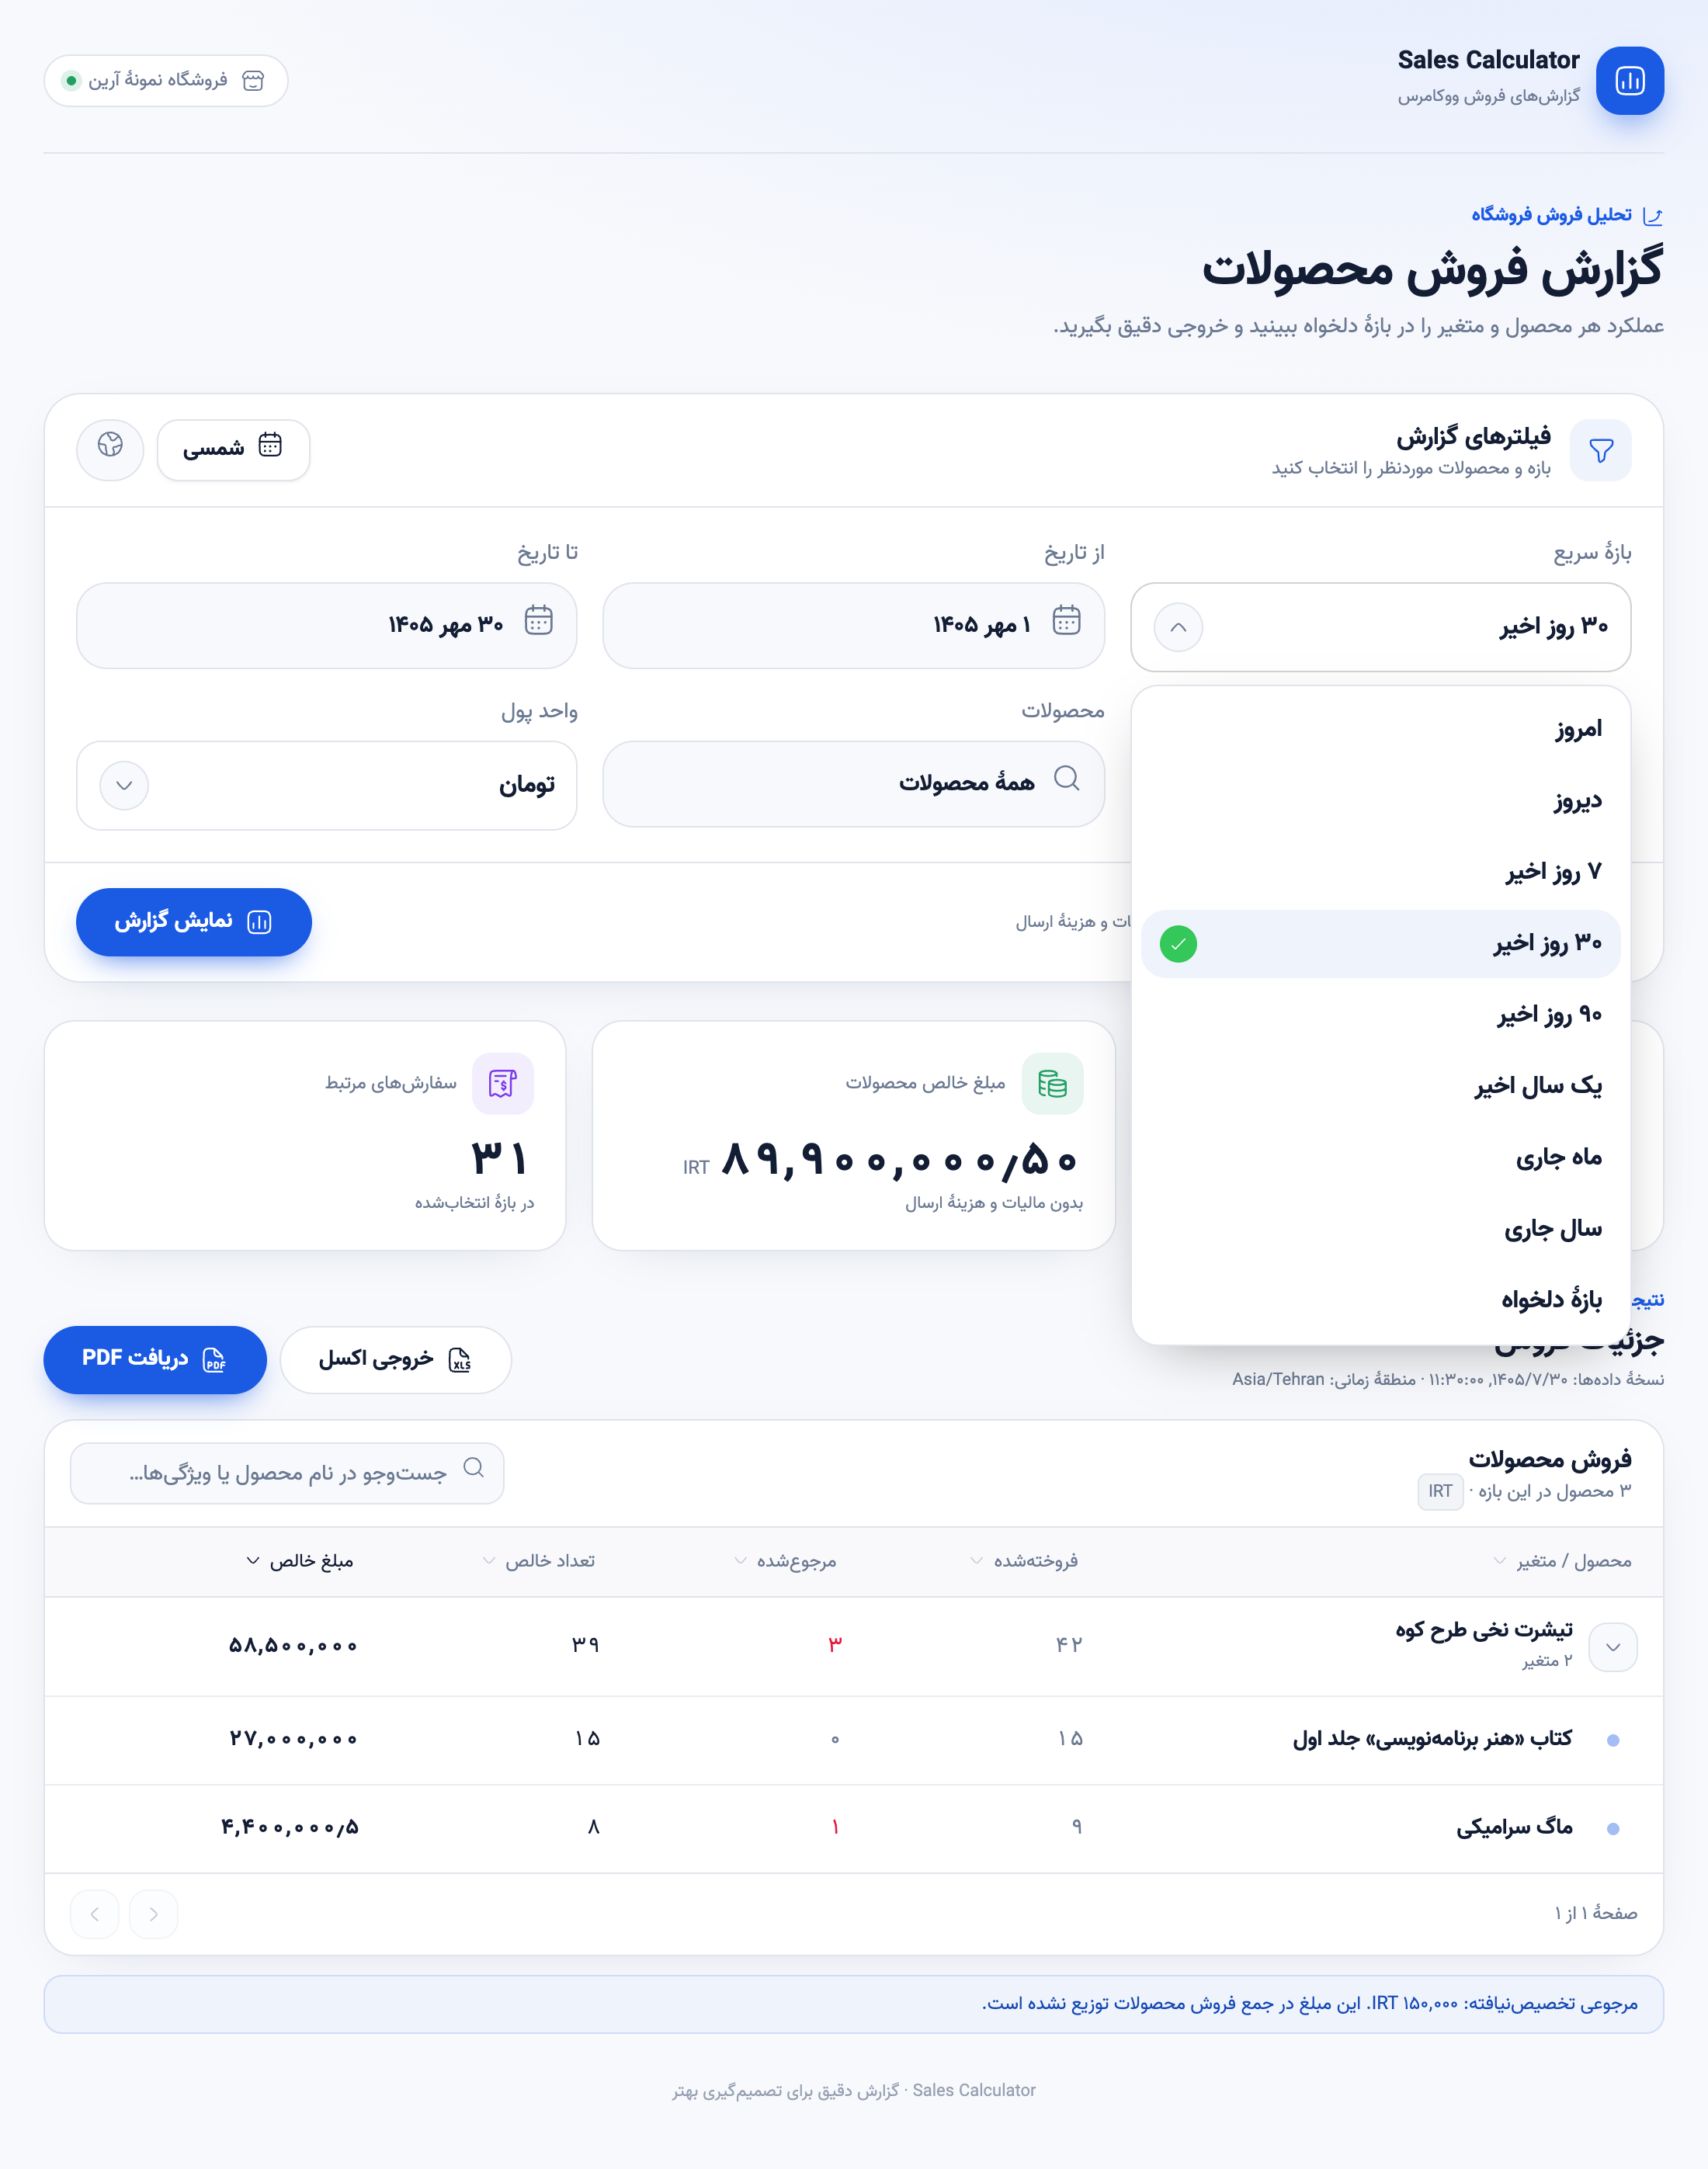 Sales Calculator
گزارش‌های فروش ووکامرس
فروشگاه نمونهٔ آرین
تحلیل فروش فروشگاه
گزارش فروش محصولات
عملکرد هر محصول و متغیر را در بازهٔ دلخواه ببینید و خروجی دقیق بگیرید.
فیلترهای گزارش
بازه و محصولات موردنظر را انتخاب کنید
شمسی
بازهٔ سریع
۳۰ روز اخیر
از تاریخ
۱ مهر ۱۴۰۵
تا تاریخ
۳۰ مهر ۱۴۰۵
امروز
دیروز
۷ روز اخیر
۳۰ روز اخیر
۹۰ روز اخیر
یک سال اخیر
ماه جاری
سال جاری
بازهٔ دلخواه
محصولات
همهٔ محصولات
واحد پول
تومان
و هزینهٔ ارسال
نمایش گزارش
مبلغ خالص محصولات
۸۹,۹۰۰,۰۰۰٫۵۰ IRT
بدون مالیات و هزینهٔ ارسال
سفارش‌های مرتبط
۳۱
در بازهٔ انتخاب‌شده
جزئیات فروش
نسخهٔ داده‌ها: ۱۴۰۵/۷/۳۰, ۱۱:۳۰:۰۰ · منطقهٔ زمانی: Asia/Tehran
خروجی اکسل
دریافت PDF
فروش محصولات
۳ محصول در این بازه · IRT
جست‌وجو در نام محصول یا ویژگی‌ها...
محصول / متغیر فروخته‌شده مرجوع‌شده تعداد خالص مبلغ خالص
تیشرت نخی طرح کوه ۴۲ ۳ ۳۹ ۵۸,۵۰۰,۰۰۰
۲ متغیر
کتاب «هنر برنامه‌نویسی» جلد اول ۱۵ ۰ ۱۵ ۲۷,۰۰۰,۰۰۰
ماگ سرامیکی ۹ ۱ ۸ ۴,۴۰۰,۰۰۰٫۵
صفحهٔ ۱ از ۱
مرجوعی تخصیص‌نیافته: ۱۵۰,۰۰۰ IRT. این مبلغ در جمع فروش محصولات توزیع نشده است.
Sales Calculator · گزارش دقیق برای تصمیم‌گیری بهتر